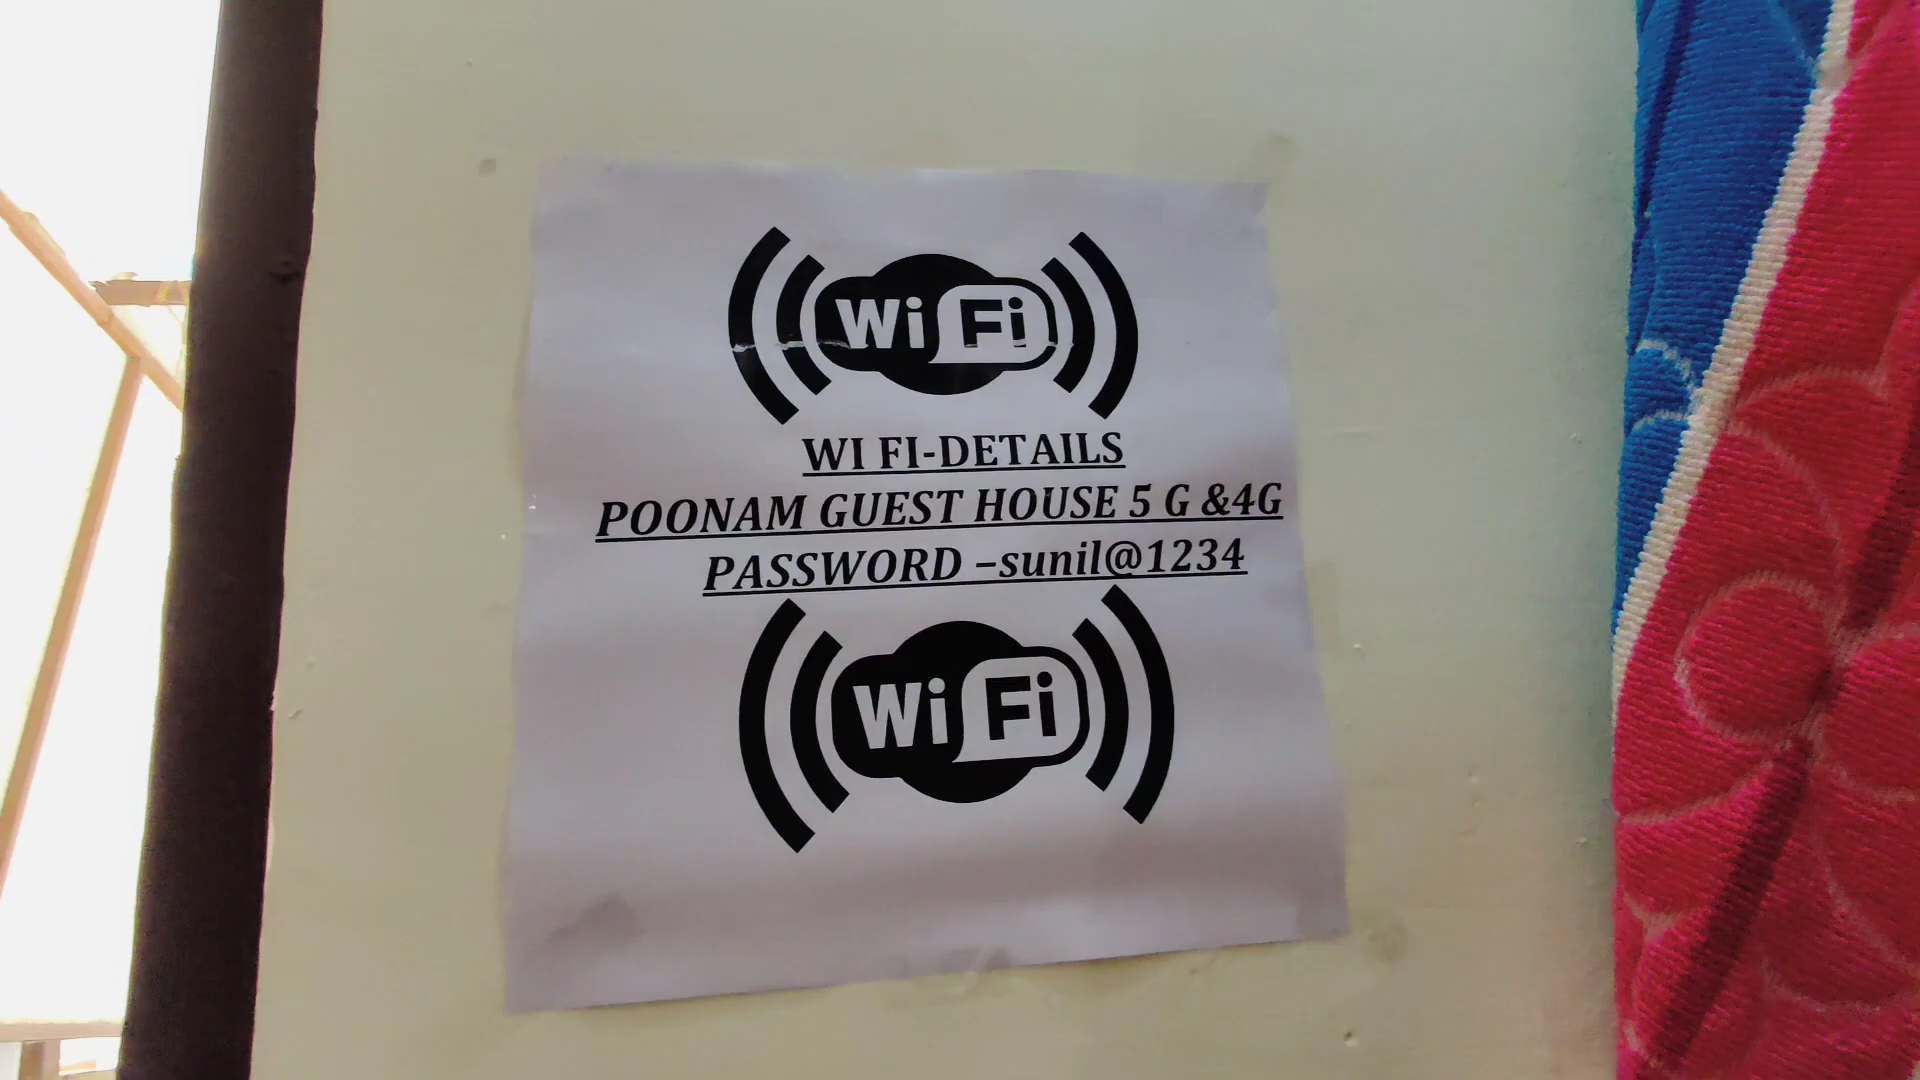 Wi Fi
WI FI-DETAILS
POONAM GUEST HOUSE 5 G &4G
PASSWORD –sunil@1234
Wi Fi